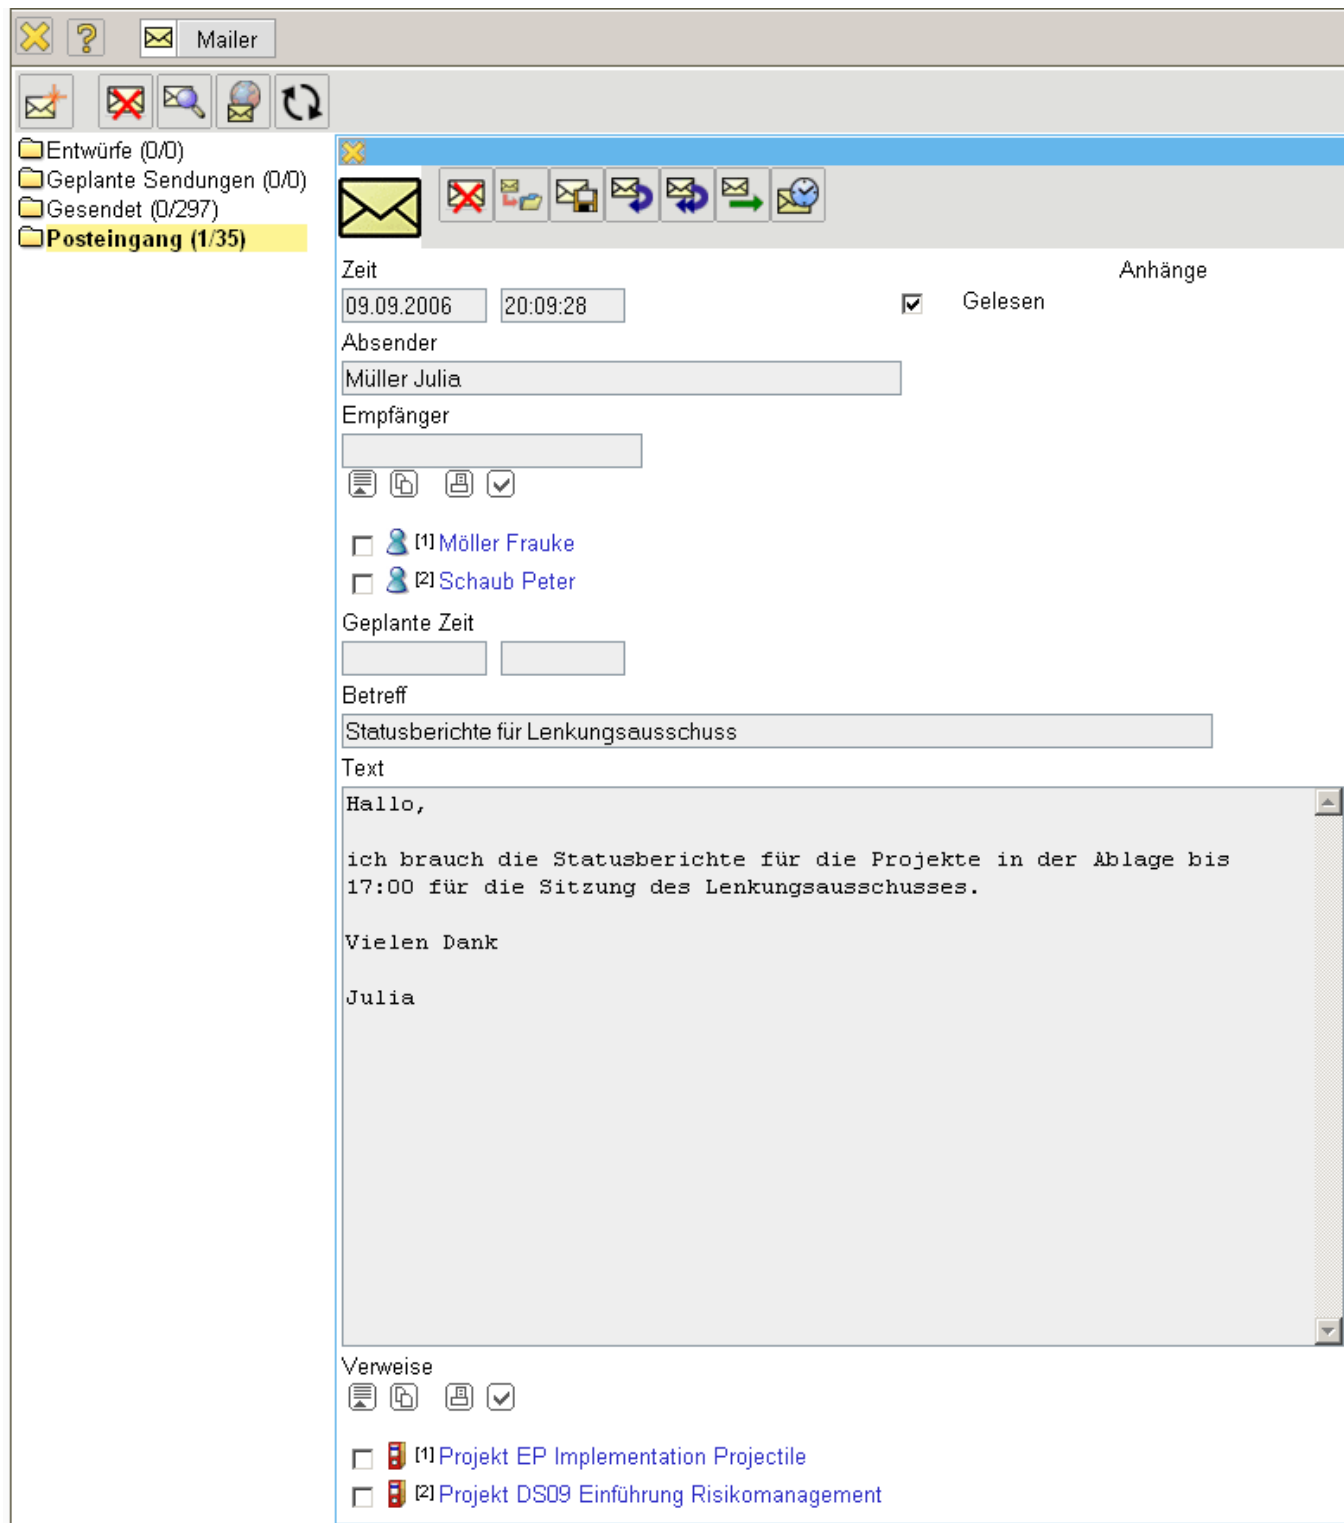 Mailer
Entwürfe (0/0)
Geplante Sendungen (0/0)
Gesendet (0/297)
Posteingang (1/35)
Zeit
Anhänge
09.09.2006 20:09:28
Gelesen
Absender
Müller Julia
Empfänger
[1] Möller Frauke
[2] Schaub Peter
Geplante Zeit
Betreff
Statusberichte für Lenkungsausschuss
Text
Hallo,
ich brauch die Statusberichte für die Projekte in der Ablage bis
17:00 für die Sitzung des Lenkungsausschusses.
Vielen Dank
Julia
Verweise
[1] Projekt EP Implementation Projectile
[2] Projekt DS09 Einführung Risikomanagement